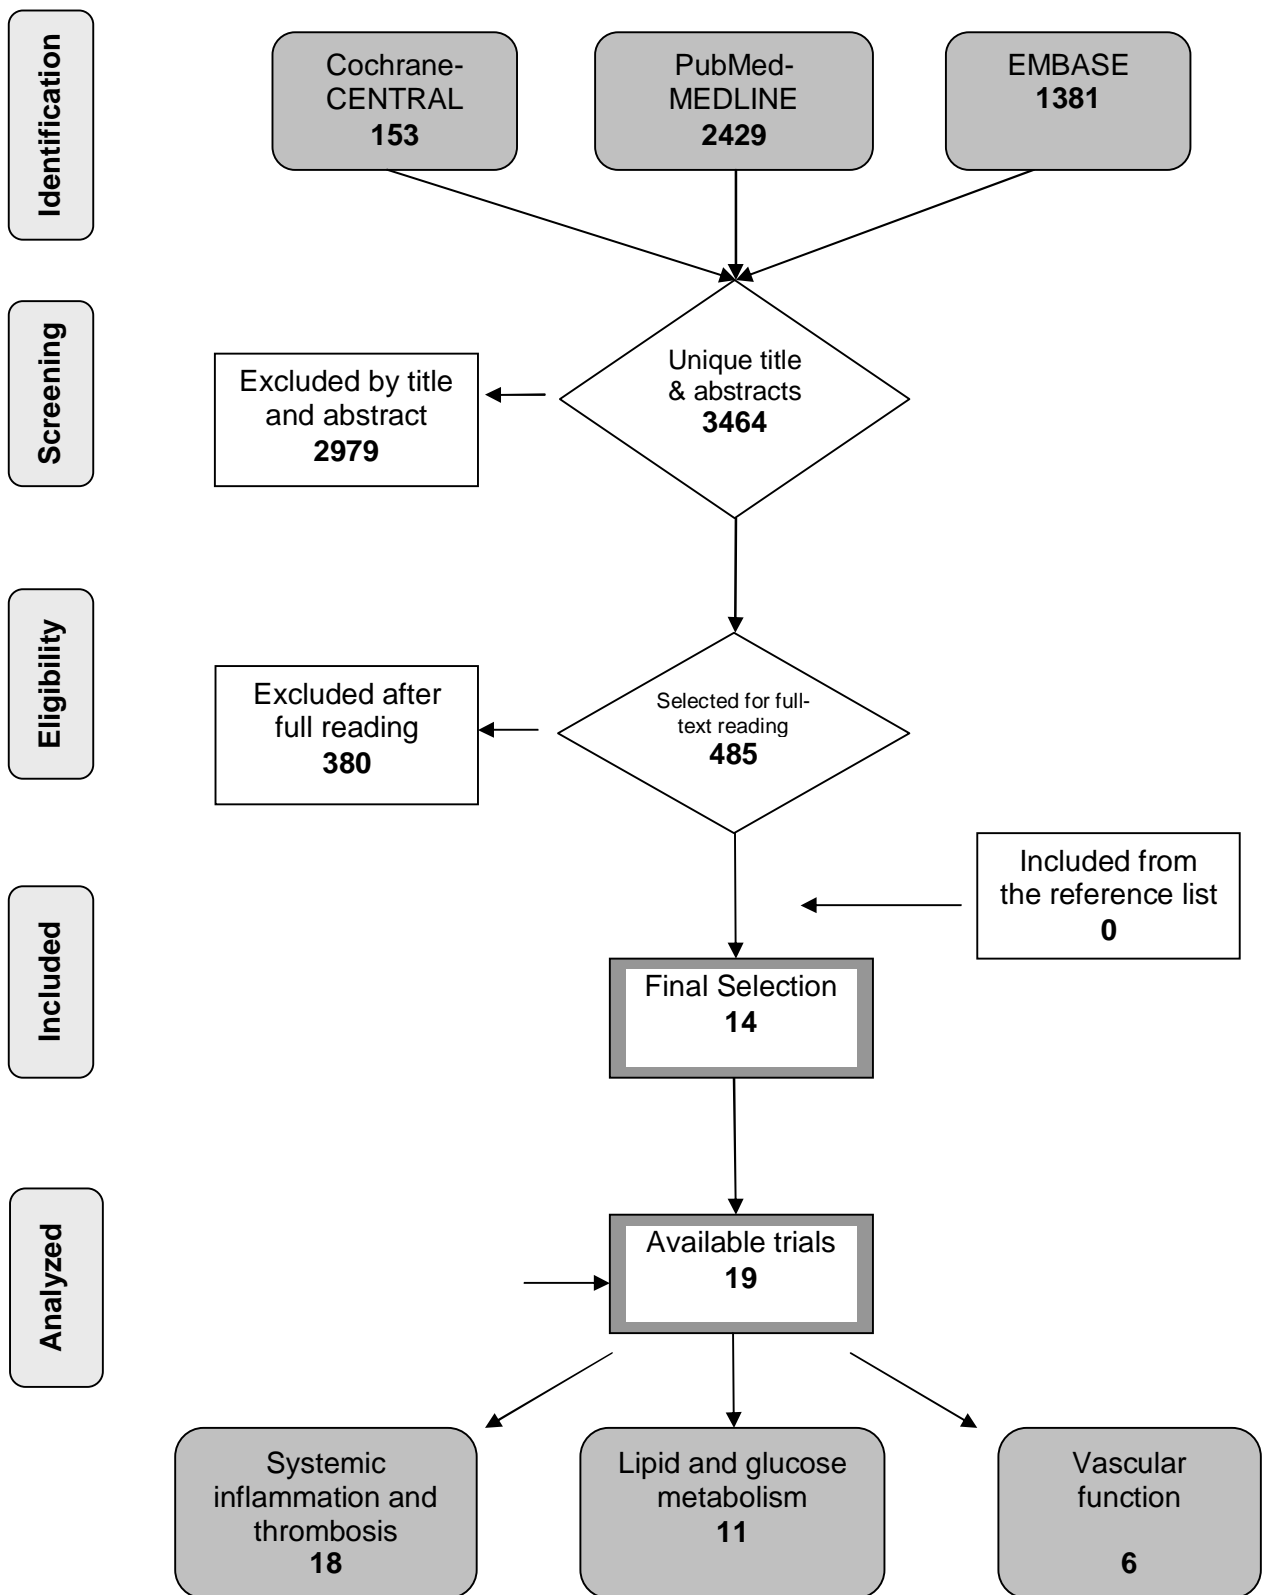 Identification
Cochrane-
CENTRAL
153
PubMed-
MEDLINE
2429
EMBASE
1381
Screening
Excluded by title
and abstract
2979
Unique title
& abstracts
3464
Eligibility
Excluded after
full reading
380
Selected for full-
text reading
485
Included
Included from
the reference list
0
Final Selection
14
Analyzed
Available trials
19
Systemic
inflammation and
thrombosis
18
Lipid and glucose
metabolism
11
Vascular
function
6